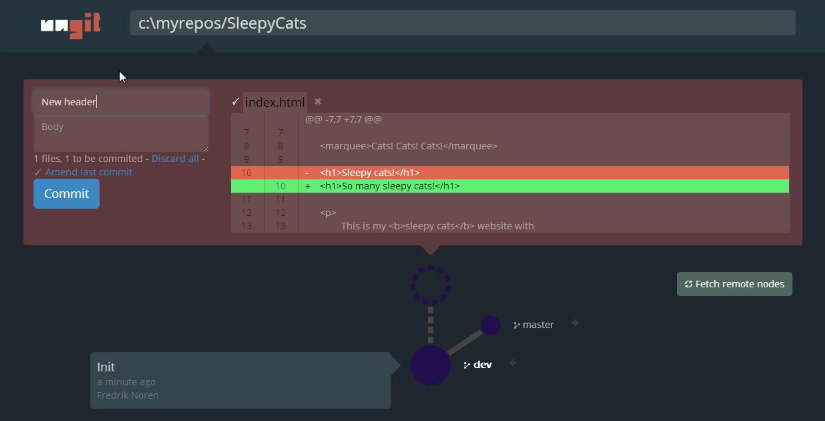 ungit
c:\myrepos/SleepyCats
New header
Body
1 files, 1 to be commited - Discard all -
✓ Amend last commit
Commit
✓ index.html ✖
@@ -7,7 +7,7 @@
7 7
8 8 <marquee>Cats! Cats! Cats!</marquee>
9 9
10 - <h1>Sleepy cats!</h1>
10 + <h1>So many sleepy cats!</h1>
11 11
12 12 <p>
13 13 This is my <b>sleepy cats</b> website with
Fetch remote nodes
master
dev
Init
a minute ago
Fredrik Noren